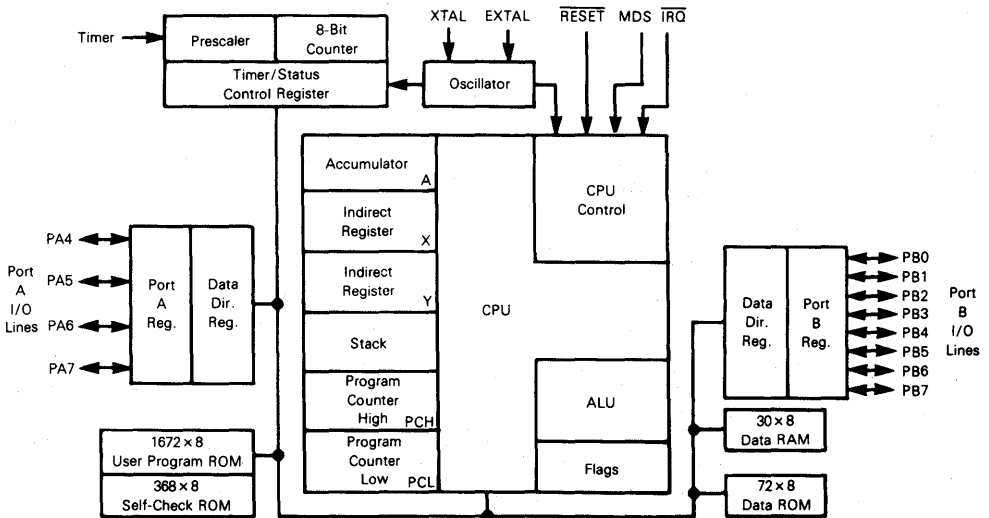 XTAL EXTAL RESET MDS IRQ
Timer
Prescaler
8-Bit
Counter
Timer/Status
Control Register
Oscillator
Accumulator
A
Indirect
Register
X
Indirect
Register
Y
Stack
Program
Counter
High
PCH
Program
Counter
Low
PCL
CPU
CPU
Control
ALU
Flags
Port
A
I/O
Lines
PA4
PA5
PA6
PA7
Port
A
Reg.
Data
Dir.
Reg.
1672×8
User Program ROM
368×8
Self-Check ROM
Data
Dir.
Reg.
Port
B
Reg.
PB0
PB1
PB2
PB3
PB4
PB5
PB6
PB7
Port
B
I/O
Lines
30×8
Data RAM
72×8
Data ROM